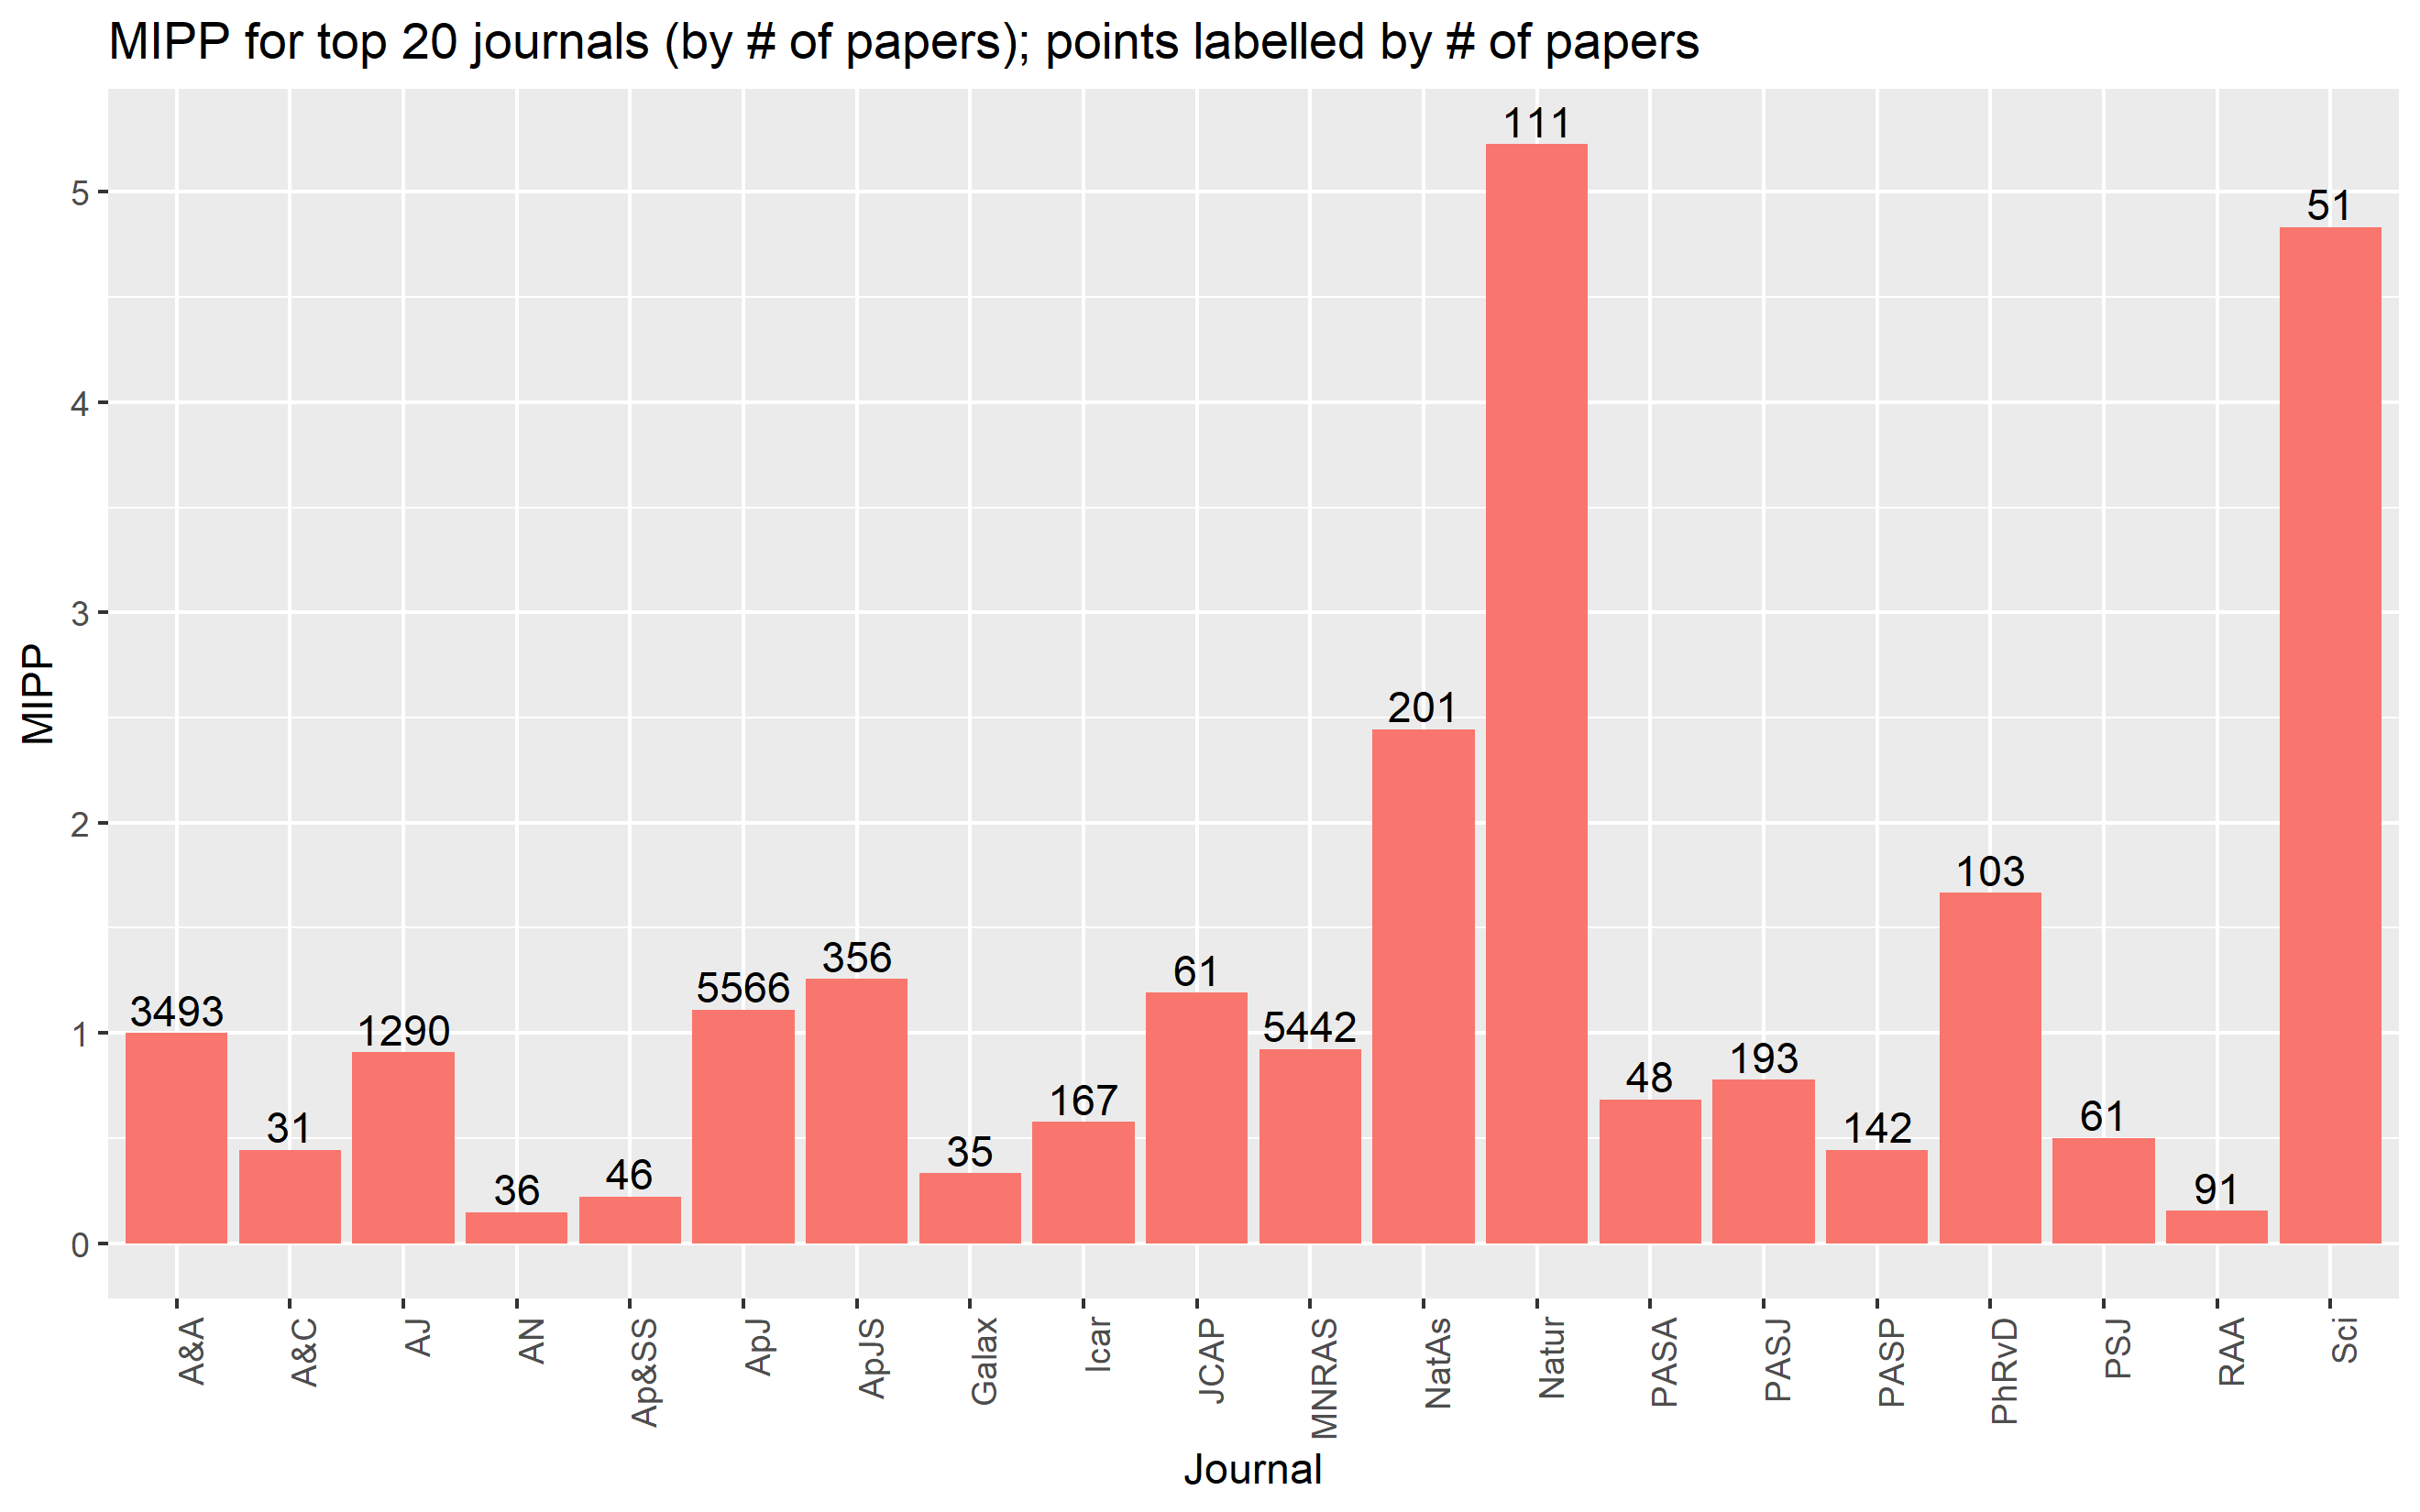 MIPP for top 20 journals (by # of papers); points labelled by # of papers
MIPP
5
4
3
2
1
0
3493
31
1290
36
46
5566
356
35
167
61
5442
201
111
48
193
142
103
61
91
51
A&A
A&C
AJ
AN
Ap&SS
ApJ
ApJS
Galax
Icar
JCAP
MNRAS
NatAs
Natur
PASA
PASJ
PASP
PhRvD
PSJ
RAA
Sci
Journal